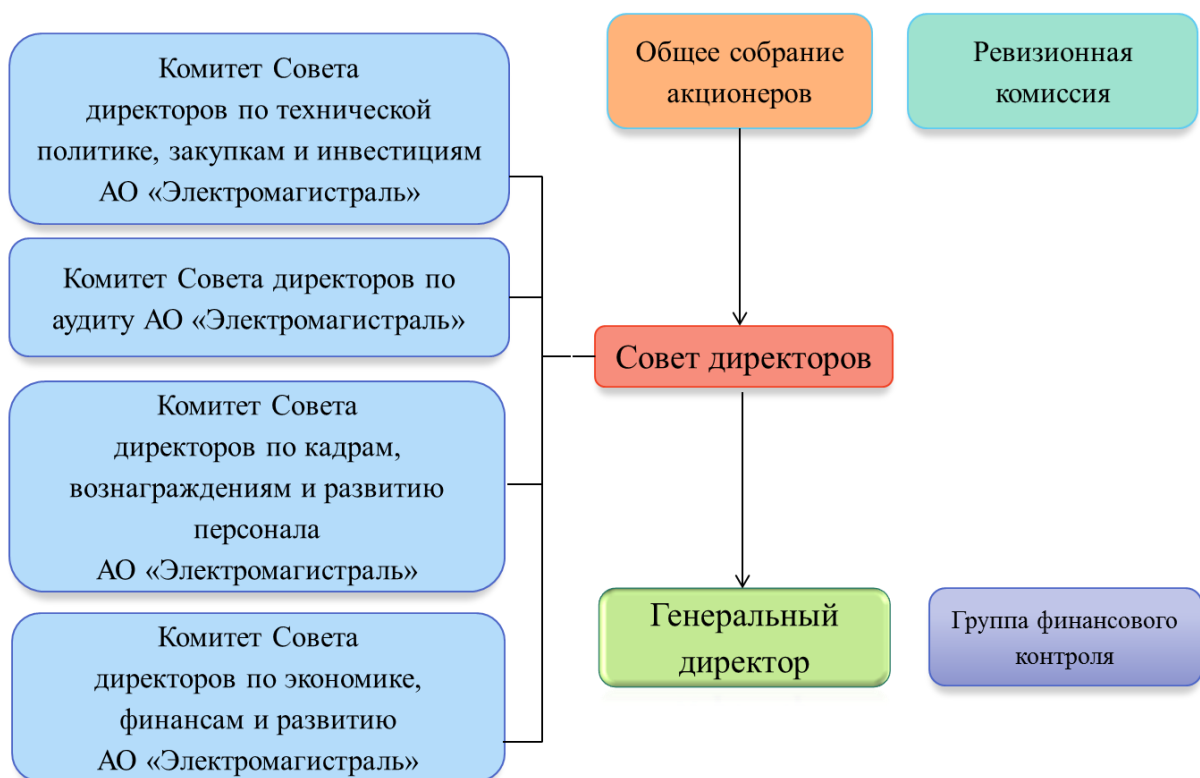 Комитет Совета
директоров по технической
политике, закупкам и инвестициям
АО «Электромагистраль»
Комитет Совета директоров по
аудиту АО «Электромагистраль»
Комитет Совета
директоров по кадрам,
вознаграждениям и развитию
персонала
АО «Электромагистраль»
Комитет Совета
директоров по экономике,
финансам и развитию
АО «Электромагистраль»
Общее собрание
акционеров
Ревизионная
комиссия
Совет директоров
Генеральный
директор
Группа финансового
контроля